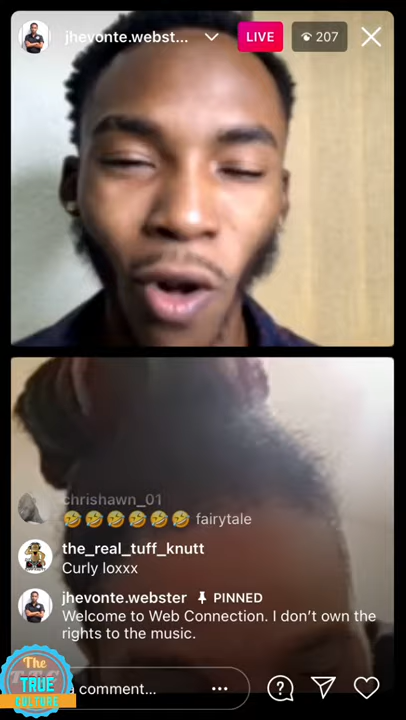 jhevonte.webst...
LIVE
207
chrishawn_01
🤣🤣🤣🤣🤣🤣 fairytale
the_real_tuff_knutt
Curly loxxx
jhevonte.webster PINNED
Welcome to Web Connection. I don't own the
rights to the music.
a comment...
The
TRUE
CULTURE